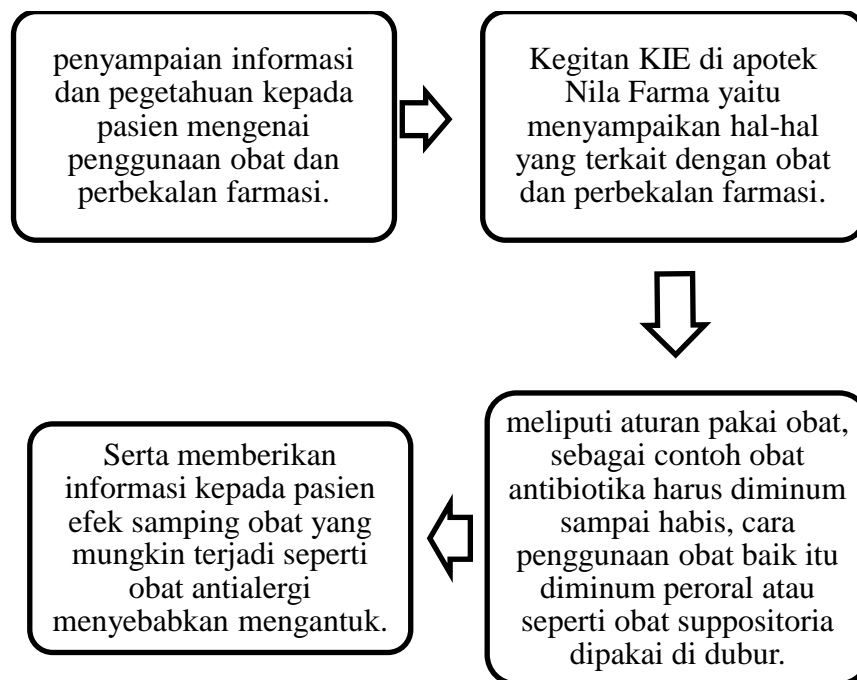 penyampaian informasi
dan pegetahuan kepada
pasien mengenai
penggunaan obat dan
perbekalan farmasi.
Kegitan KIE di apotek
Nila Farma yaitu
menyampaikan hal-hal
yang terkait dengan obat
dan perbekalan farmasi.
meliputi aturan pakai obat,
sebagai contoh obat
antibiotika harus diminum
sampai habis, cara
penggunaan obat baik itu
diminum peroral atau
seperti obat suppositoria
dipakai di dubur.
Serta memberikan
informasi kepada pasien
efek samping obat yang
mungkin terjadi seperti
obat antialergi
menyebabkan mengantuk.